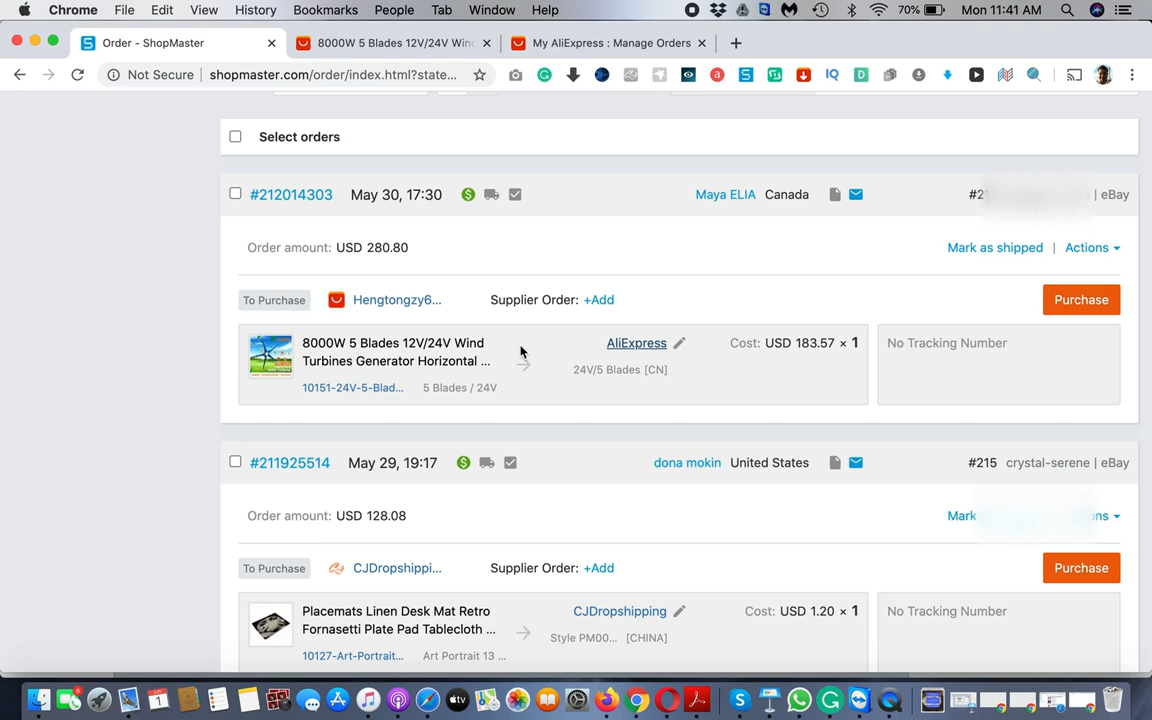 Chrome File Edit View History Bookmarks People Tab Window Help 70% Mon 11:41 AM
Order - ShopMaster 8000W 5 Blades 12V/24V Wind My AliExpress : Manage Orders
Not Secure shopmaster.com/order/index.html?state...
Select orders
#212014303 May 30, 17:30 Maya ELIA Canada #21 | eBay
Order amount: USD 280.80 Mark as shipped | Actions
To Purchase Hengtongzy6... Supplier Order: +Add Purchase
8000W 5 Blades 12V/24V Wind AliExpress Cost: USD 183.57 × 1 No Tracking Number
Turbines Generator Horizontal ... 24V/5 Blades [CN]
10151-24V-5-Blad... 5 Blades / 24V
#211925514 May 29, 19:17 dona mokin United States #215 crystal-serene | eBay
Order amount: USD 128.08 Mark ons
To Purchase CJDropshippi... Supplier Order: +Add Purchase
Placemats Linen Desk Mat Retro CJDropshipping Cost: USD 1.20 × 1 No Tracking Number
Fornasetti Plate Pad Tablecloth ... Style PM00... [CHINA]
10127-Art-Portrait... Art Portrait 13 ...